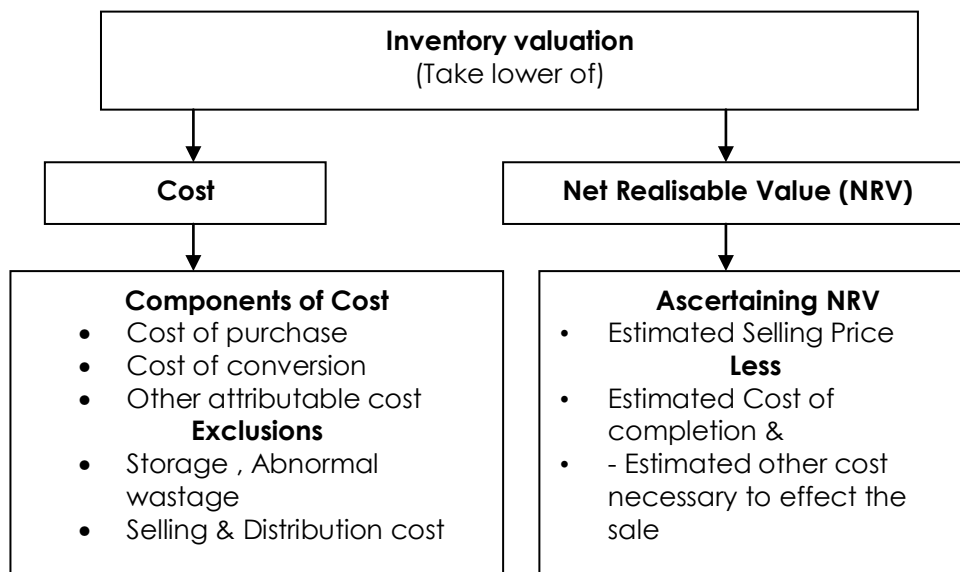 Inventory valuation
(Take lower of)
Cost
Net Realisable Value (NRV)
Components of Cost
• Cost of purchase
• Cost of conversion
• Other attributable cost
Exclusions
• Storage , Abnormal
wastage
• Selling & Distribution cost
Ascertaining NRV
• Estimated Selling Price
Less
• Estimated Cost of
completion &
• - Estimated other cost
necessary to effect the
sale